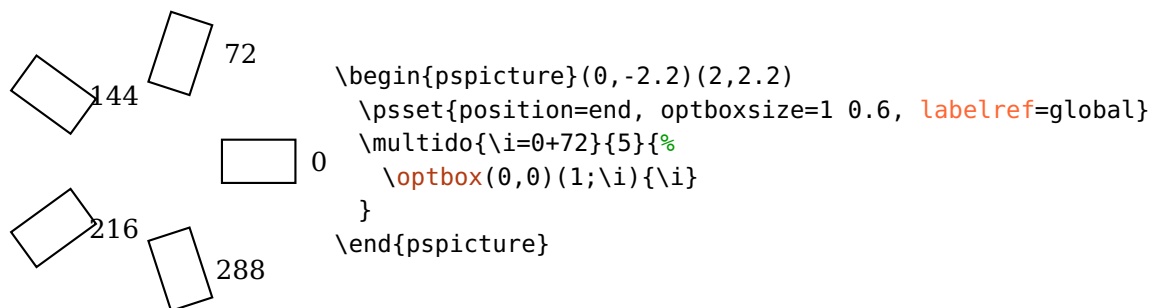 72
144
0
216
288
\begin{pspicture}(0,-2.2)(2,2.2)
  \psset{position=end, optboxsize=1 0.6, labelref=global}
  \multido{\i=0+72}{5}{%
    \optbox(0,0)(1;\i){\i}
  }
\end{pspicture}